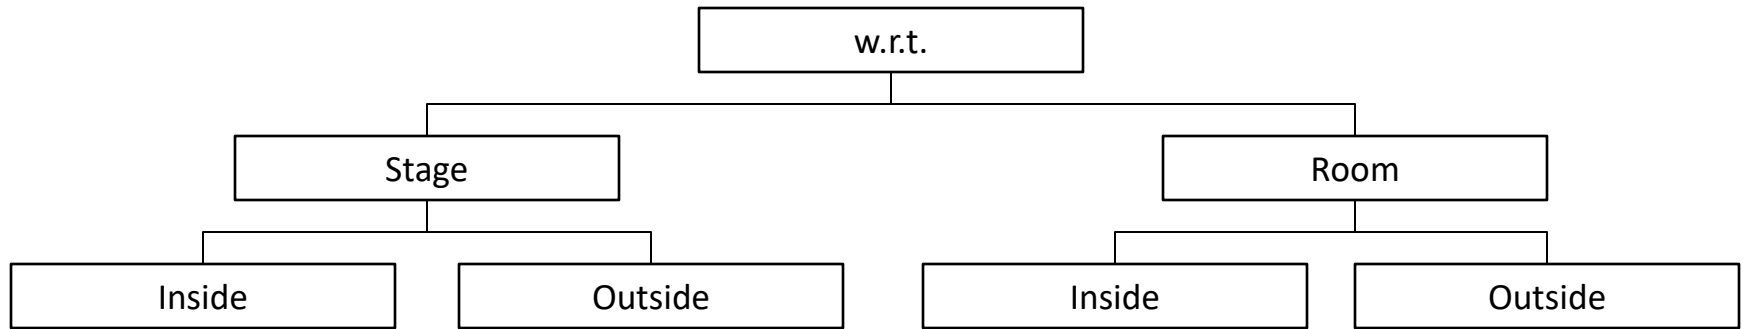 w.r.t.
Stage
Room
Inside
Outside
Inside
Outside